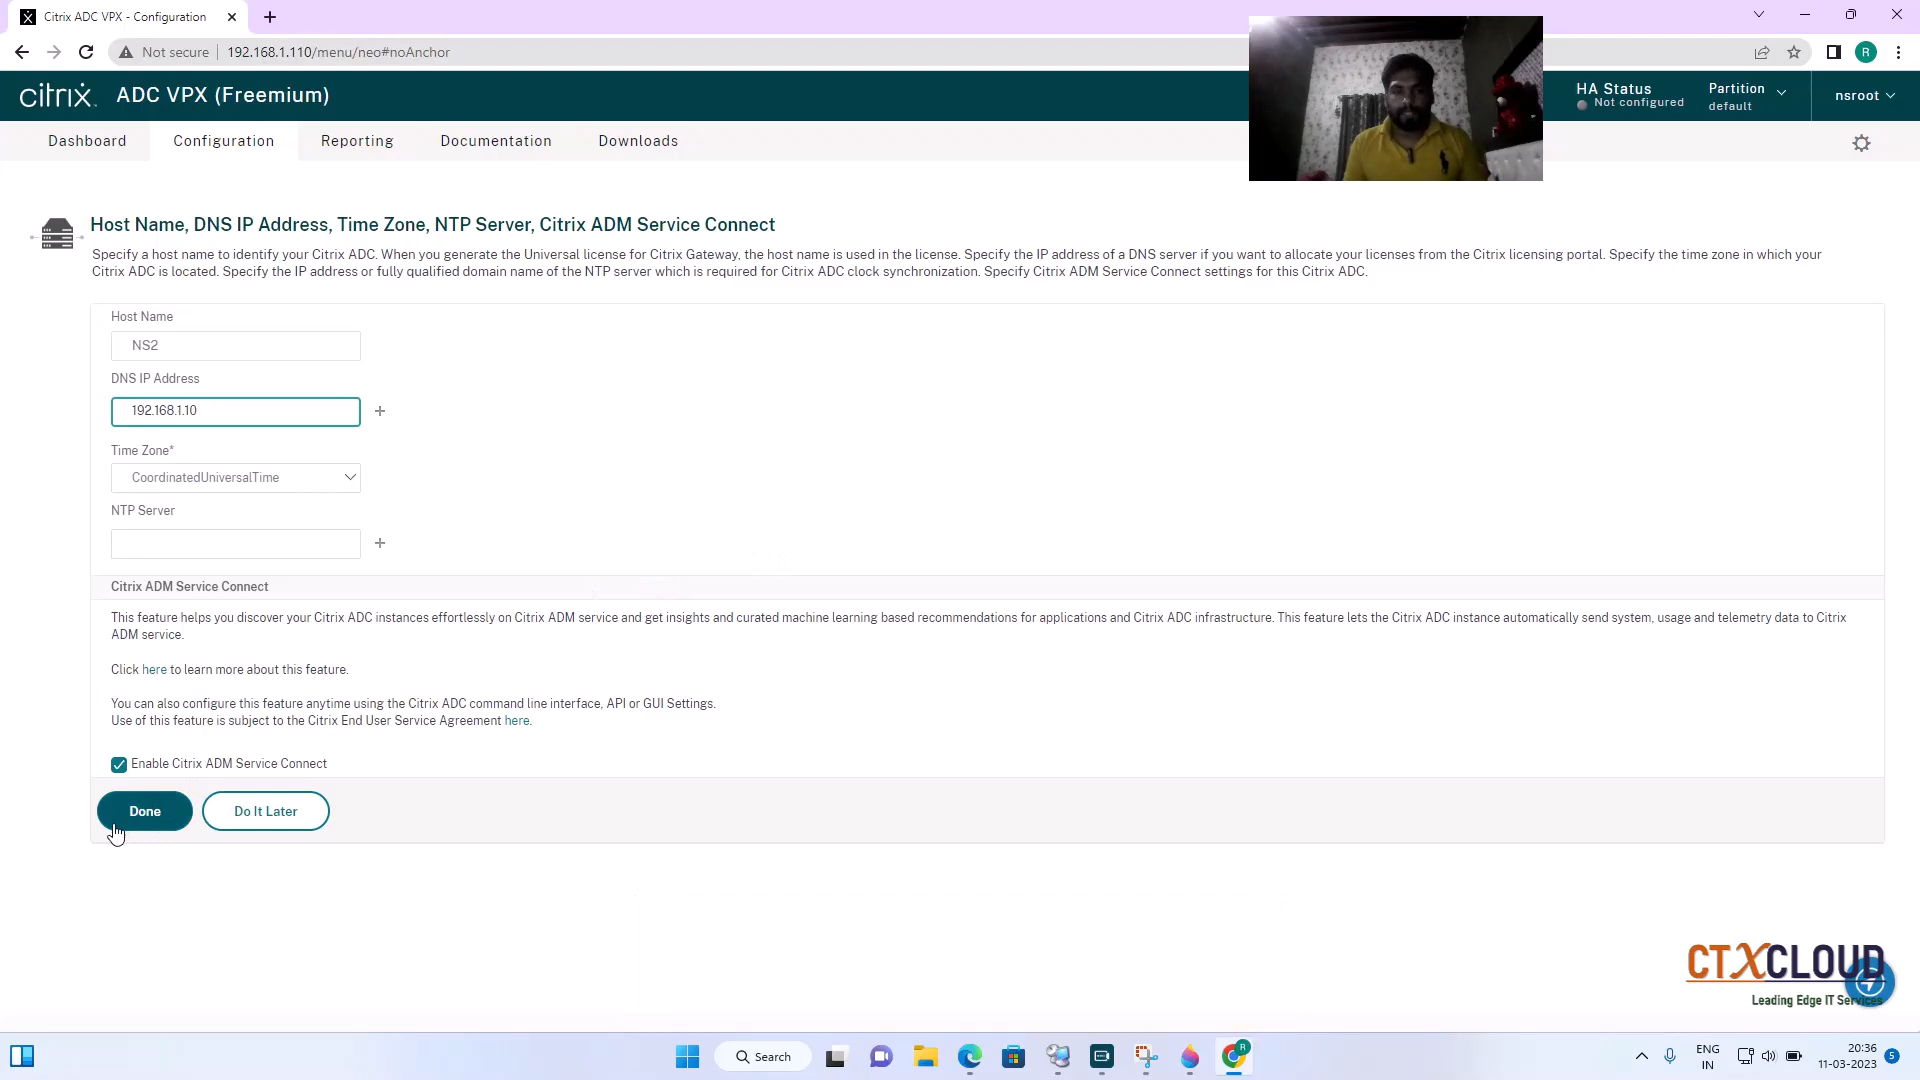 Citrix ADC VPX - Configuration
Not secure
192.168.1.110/menu/neo#noAnchor
R
citrix ADC VPX (Freemium)
HA Status
Not configured
Partition
default
nsroot
Dashboard
Configuration
Reporting
Documentation
Downloads
Host Name, DNS IP Address, Time Zone, NTP Server, Citrix ADM Service Connect
Specify a host name to identify your Citrix ADC. When you generate the Universal license for Citrix Gateway, the host name is used in the license. Specify the IP address of a DNS server if you want to allocate your licenses from the Citrix licensing portal. Specify the time zone in which your
Citrix ADC is located. Specify the IP address or fully qualified domain name of the NTP server which is required for Citrix ADC clock synchronization. Specify Citrix ADM Service Connect settings for this Citrix ADC.
Host Name
NS2
DNS IP Address
192.168.1.10
Time Zone*
CoordinatedUniversalTime
NTP Server
Citrix ADM Service Connect
This feature helps you discover your Citrix ADC instances effortlessly on Citrix ADM service and get insights and curated machine learning based recommendations for applications and Citrix ADC infrastructure. This feature lets the Citrix ADC instance automatically send system, usage and telemetry data to Citrix
ADM service.
Click here to learn more about this feature.
You can also configure this feature anytime using the Citrix ADC command line interface, API or GUI Settings.
Use of this feature is subject to the Citrix End User Service Agreement here.
Enable Citrix ADM Service Connect
Done
Do It Later
CTXCLOUD
Leading Edge IT Services
Search
R
ENG
IN
20:36
11-03-2023
5